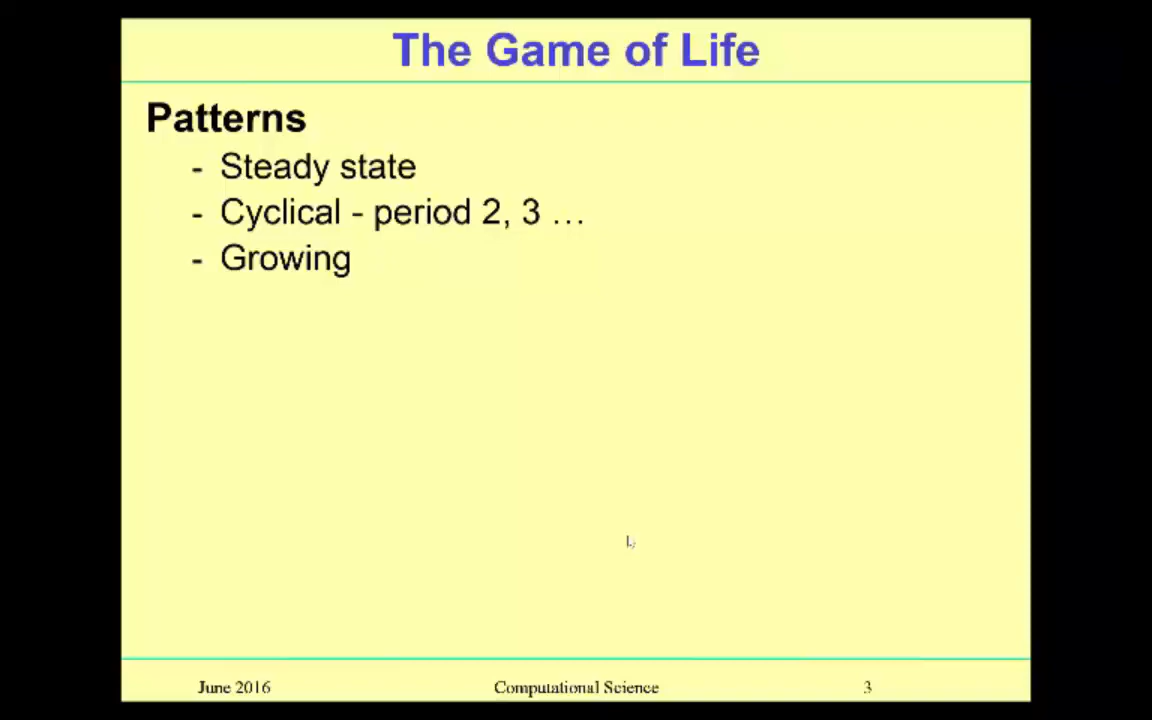 The Game of Life
Patterns
- Steady state
- Cyclical - period 2, 3 …
- Growing
June 2016 Computational Science 3